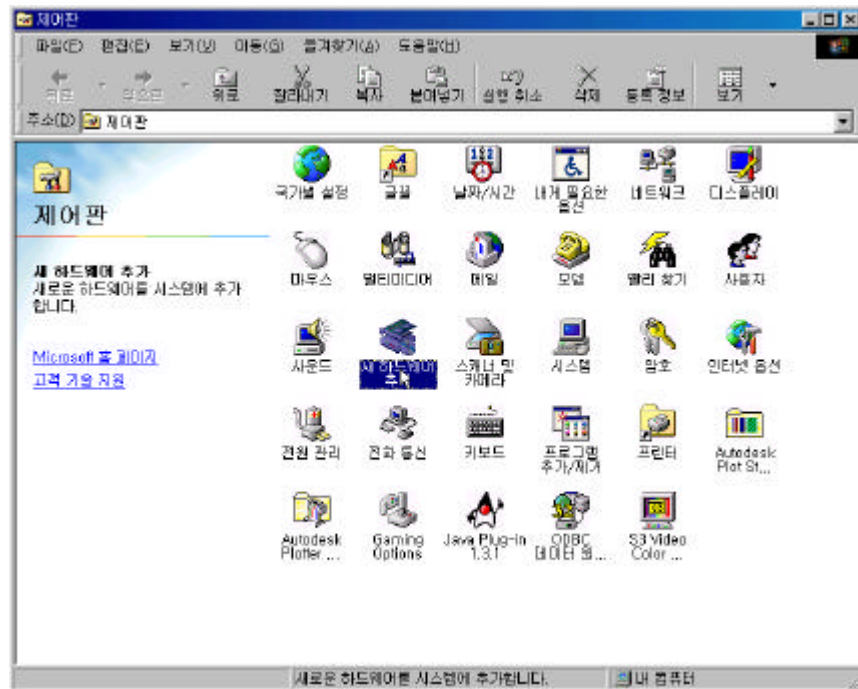 제어판
파일(F) 편집(E) 보기(V) 이동(G) 즐겨찾기(A) 도움말(H)
뒤로 앞으로 위로 잘라내기 복사 붙여넣기 실행 취소 삭제 등록 정보 보기
주소(D) 제어판
제어판
새 하드웨어 추가
새로운 하드웨어를 시스템에 추가
합니다.
Microsoft 홈 페이지
고객 기술 지원
국가별 설정 글꼴 날짜/시간 내게 필요한
옵션 네트워크 디스플레이
마우스 멀티미디어 메일 모뎀 빨리 찾기 사용자
사운드 새 하드웨어
추가 스캐너 및
카메라 시스템 암호 인터넷 옵션
전원 관리 전화 통신 키보드 프로그램
추가/제거 프린터 Autodesk
Plot St...
Autodesk
Plotter ... Gaming
Options Java Plug-in
1.3.1 ODBC
데이터 원... S3 Video
Color ...
새로운 하드웨어를 시스템에 추가합니다. 내 컴퓨터